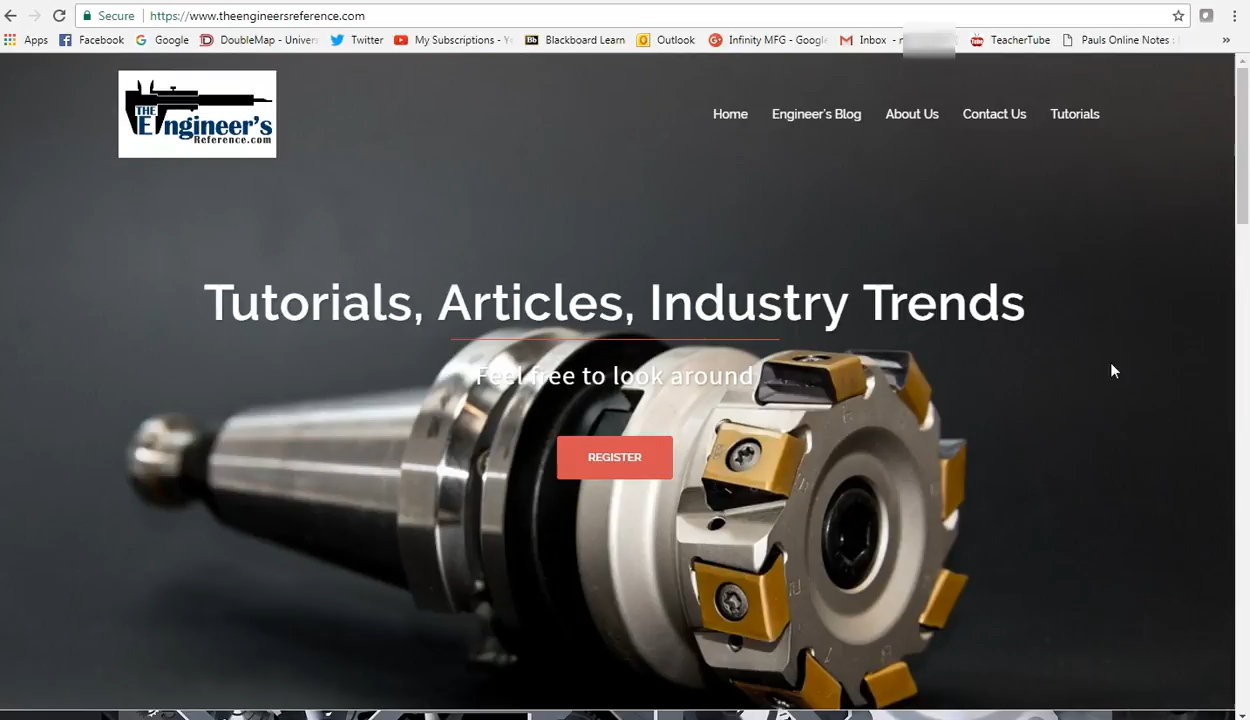 Secure https://www.theengineersreference.com
Apps Facebook Google DoubleMap - Univers Twitter My Subscriptions - Y Blackboard Learn Outlook Infinity MFG - Google Inbox - TeacherTube Pauls Online Notes : »
THE
Engineer's
Reference.com
Home Engineer's Blog About Us Contact Us Tutorials
Tutorials, Articles, Industry Trends
Feel free to look around
REGISTER